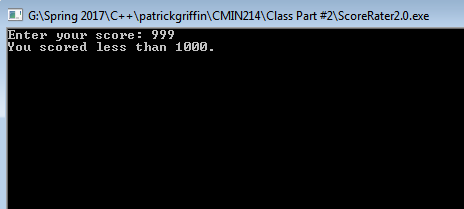 G:\Spring 2017\C++\patrickgriffin\CMIN214\Class Part #2\ScoreRater2.0.exe
Enter your score: 999
You scored less than 1000.